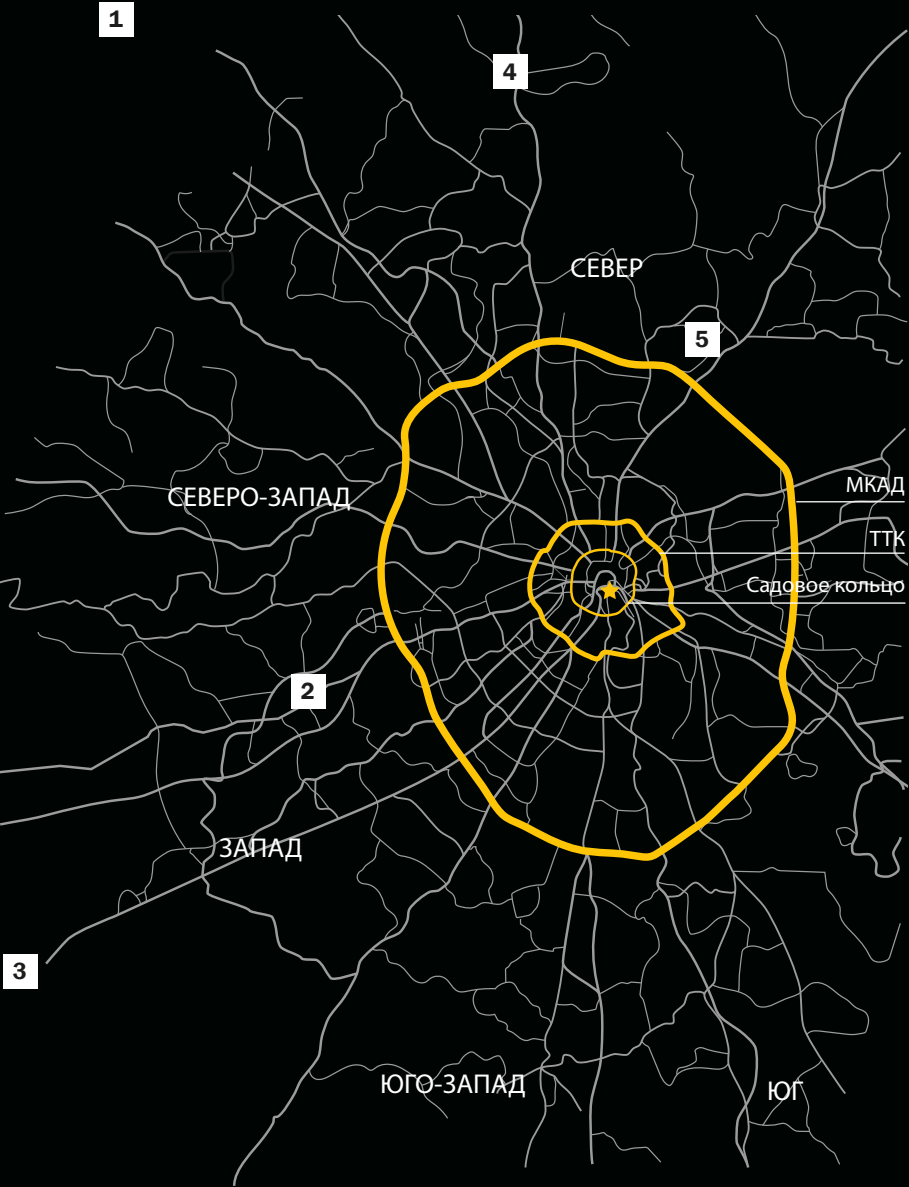 1
4
СЕВЕР
5
МКАД
СЕВЕРО-ЗАПАД
ТТК
Садовое кольцо
2
ЗАПАД
3
ЮГО-ЗАПАД
ЮГ